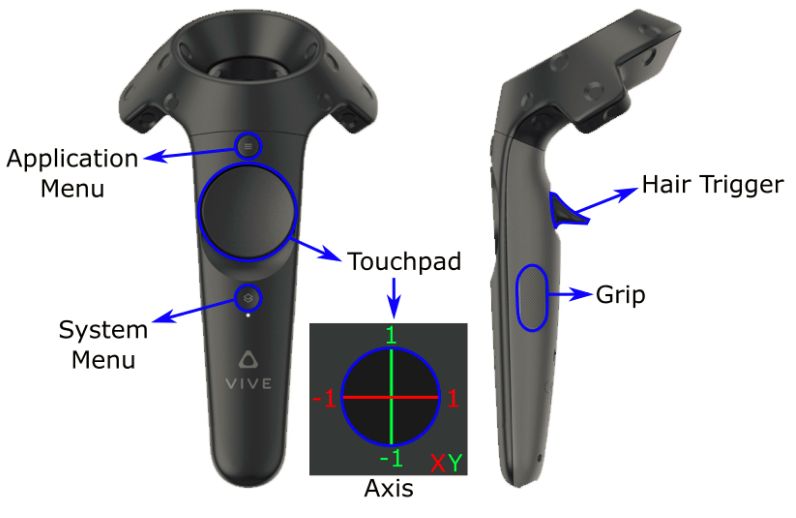 Application
Menu
Hair Trigger
Touchpad
Grip
System
Menu
VIVE
1
-1
1
-1
XY
Axis